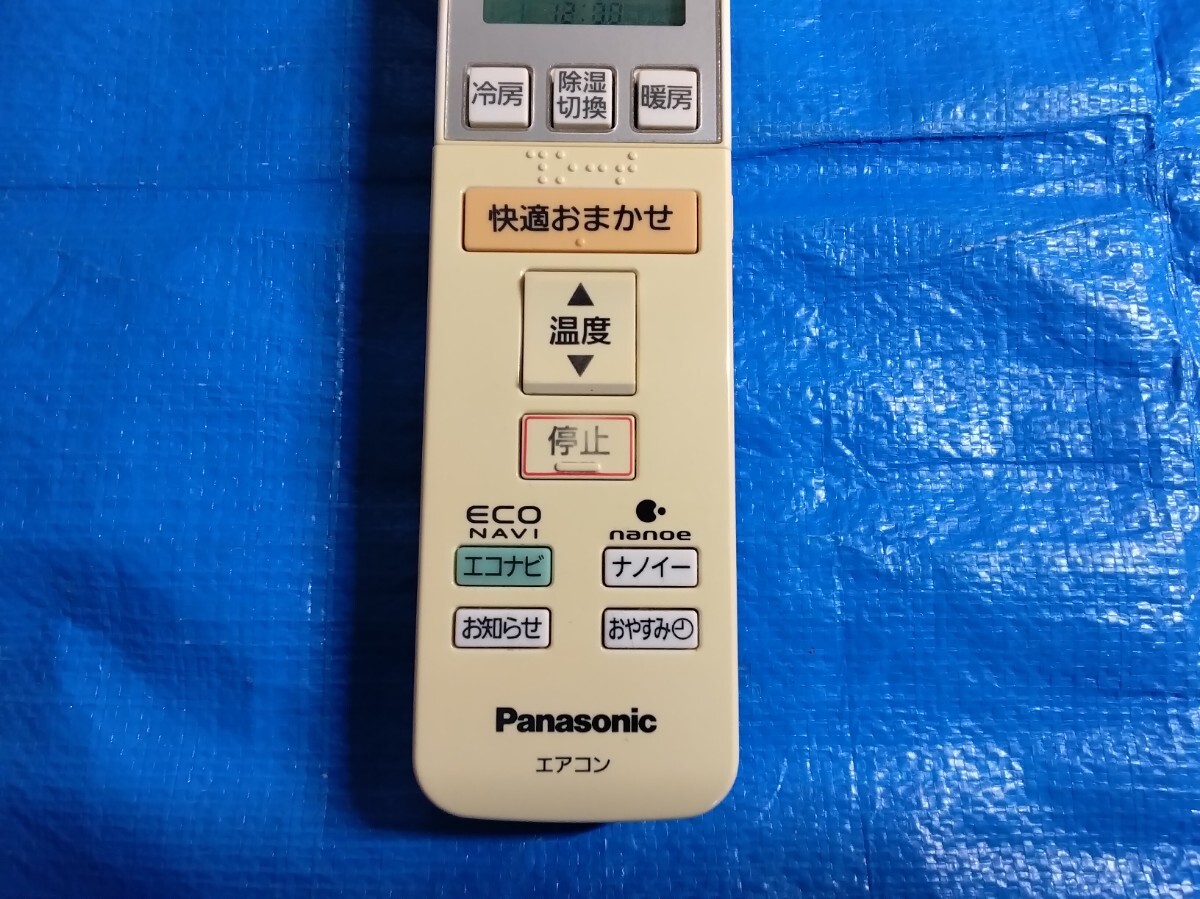 冷房
除湿
切換
暖房
快適おまかせ
▲
温度
▼
停止
ECO
NAVI
nanoe
エコナビ
ナノイー
お知らせ
おやすみ
Panasonic
エアコン